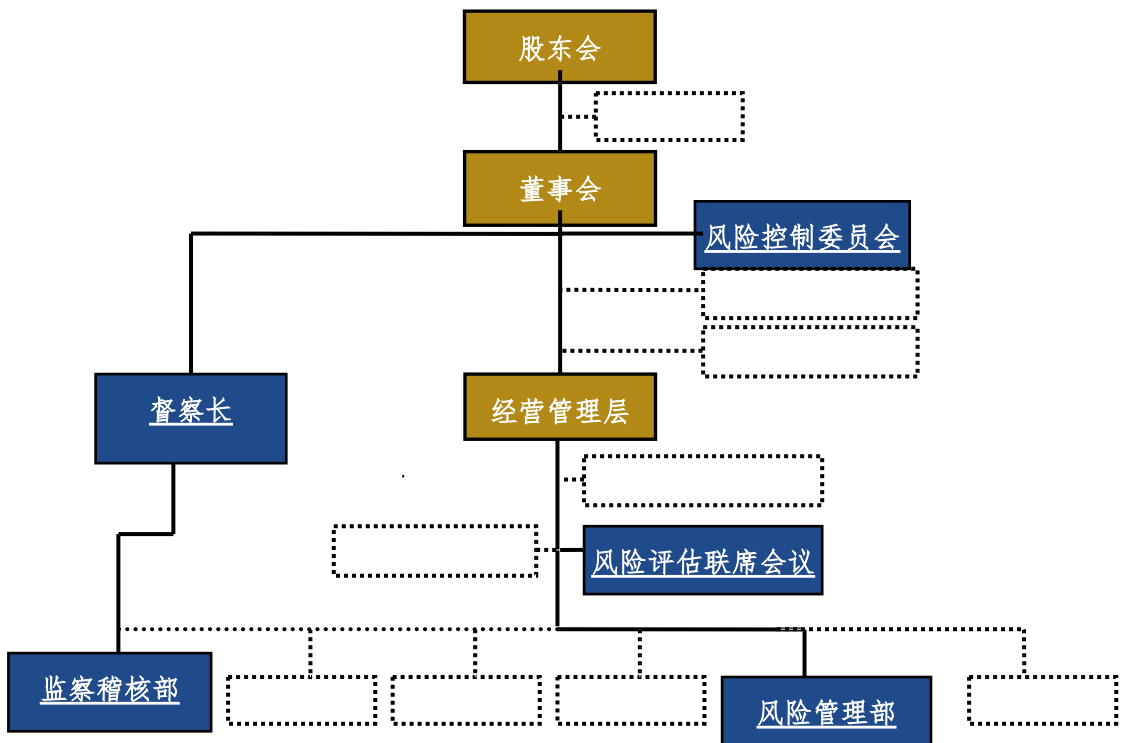 股东会
董事会
风险控制委员会
督察长
经营管理层
风险评估联席会议
监察稽核部
风险管理部